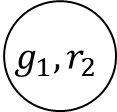 g₁, r₂